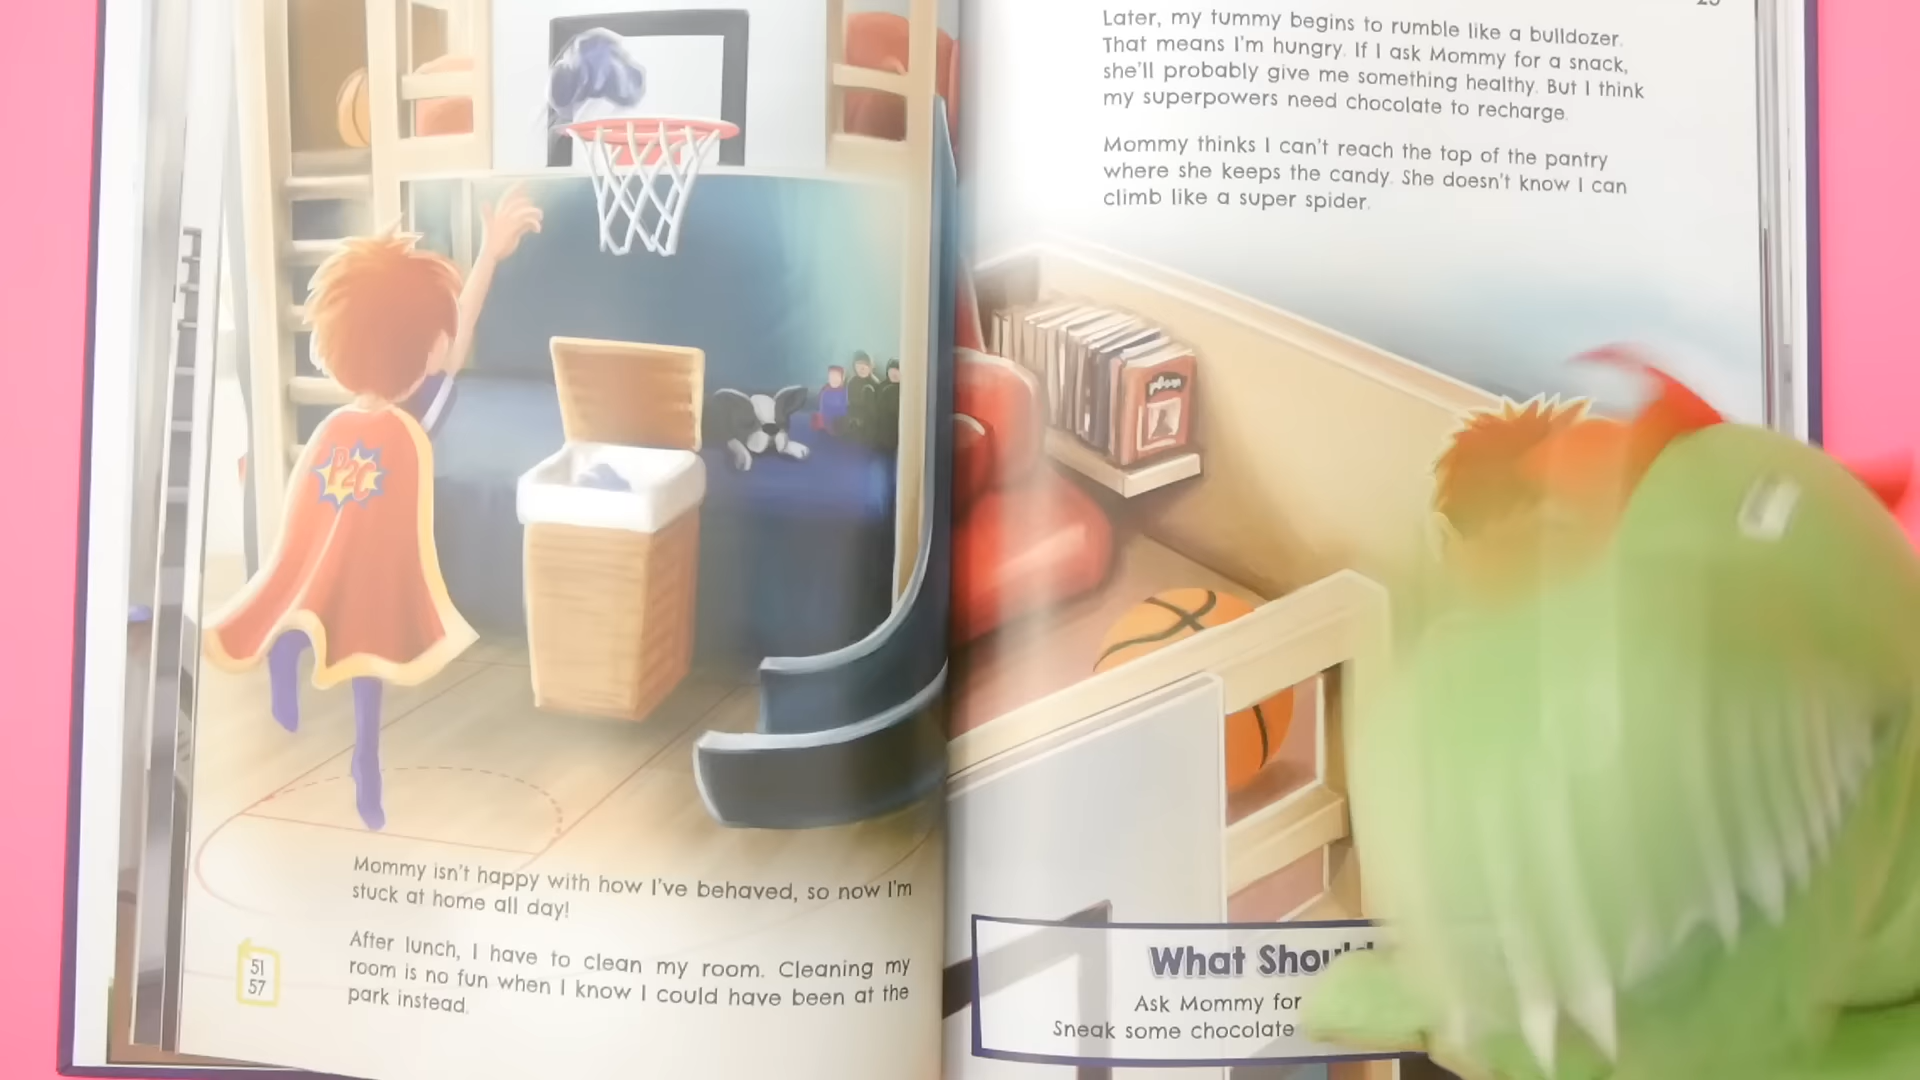 P2C
Mommy isn't happy with how I've behaved, so now I'm
stuck at home all day!
After lunch, I have to clean my room. Cleaning my
room is no fun when I know I could have been at the
park instead.
51
57
Later, my tummy begins to rumble like a bulldozer.
That means I'm hungry. If I ask Mommy for a snack,
she'll probably give me something healthy. But I think
my superpowers need chocolate to recharge.
Mommy thinks I can't reach the top of the pantry
where she keeps the candy. She doesn't know I can
climb like a super spider.
What
Ask Mommy for
Sneak some chocolate